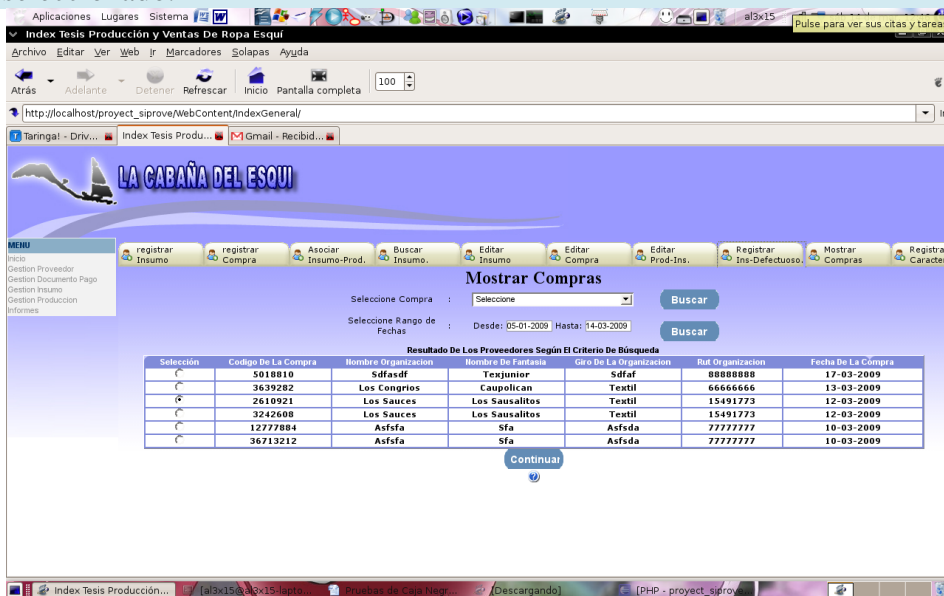 Aplicaciones Lugares Sistema
al3x15
Pulse para ver sus citas y tareas
Index Tesis Producción y Ventas De Ropa Esquí
Archivo Editar Ver Web Ir Marcadores Solapas Ayuda
Atrás Adelante Detener Refrescar Inicio Pantalla completa 100
http://localhost/proyect_siprove/WebContent/IndexGeneral/
Taringa! - Driv... Index Tesis Produ... Gmail - Recibid...
LA CABAÑA DEL ESQUI
MENU
Inicio
Gestion Proveedor
Gestion Documento Pago
Gestion Insumo
Gestion Produccion
Informes
registrar Insumo
registrar Compra
Asociar Insumo-Prod.
Buscar Insumo.
Editar Insumo
Editar Compra
Editar Prod-Ins.
Registrar Ins-Defectuoso.
Mostrar Compras
Registra Caracter
Mostrar Compras
Seleccione Compra : Seleccione Buscar
Seleccione Rango de Fechas : Desde: 05-01-2009 Hasta: 14-03-2009 Buscar
Resultado De Los Proveedores Según El Criterio De Búsqueda
Selección Codigo De La Compra Nombre Organizacion Nombre De Fantasia Giro De La Organizacion Rut Organizacion Fecha De La Compra
5018810 Sdfasdf Texjunior Sdfaf 88888888 17-03-2009
3639282 Los Congrios Caupolican Textil 66666666 13-03-2009
2610921 Los Sauces Los Sausalitos Textil 15491773 12-03-2009
3242608 Los Sauces Los Sausalitos Textil 15491773 12-03-2009
12777884 Asfsfa Sfa Asfsda 77777777 10-03-2009
36713212 Asfsfa Sfa Asfsda 77777777 10-03-2009
Continuar
Index Tesis Producción... [al3x15@al3x15-lapto... Pruebas de Caja Negr... [Descargando] [PHP - proyect_siprove